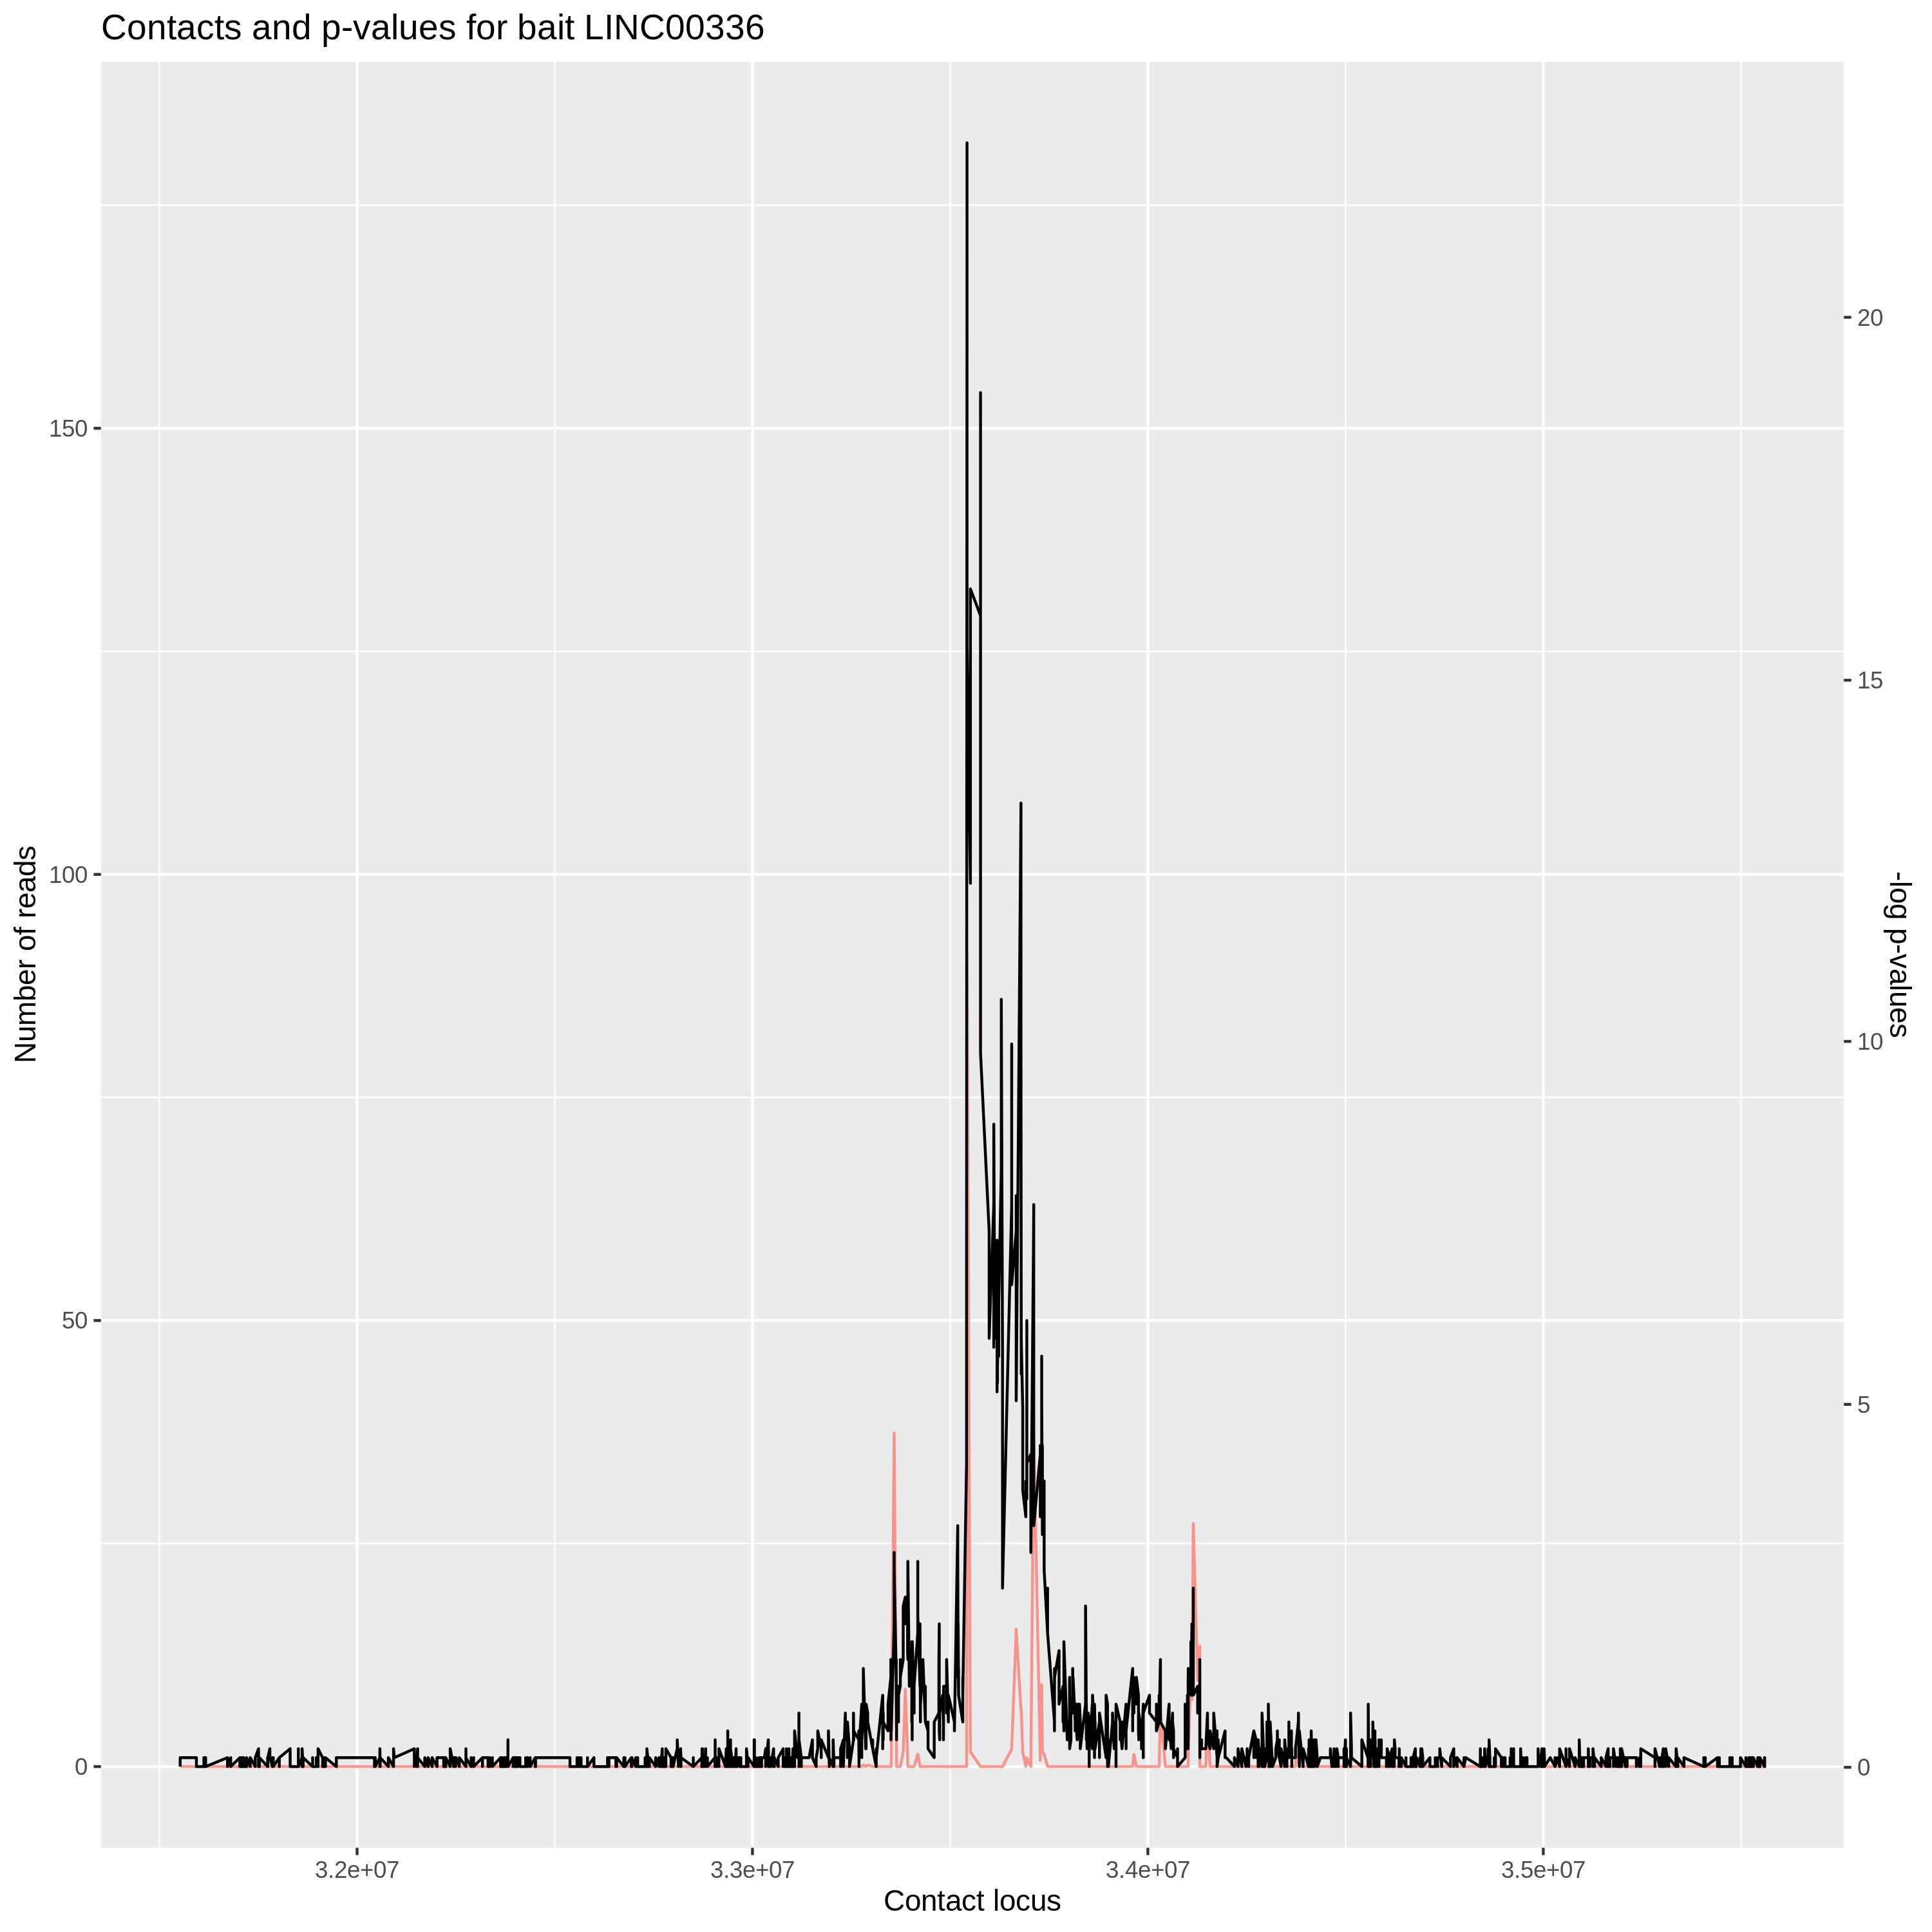 Contacts and p-values for bait LINC00336
Number of reads
150
100
50
0
20
15
10
5
0
-log p-values
3.2e+07 3.3e+07 3.4e+07 3.5e+07
Contact locus